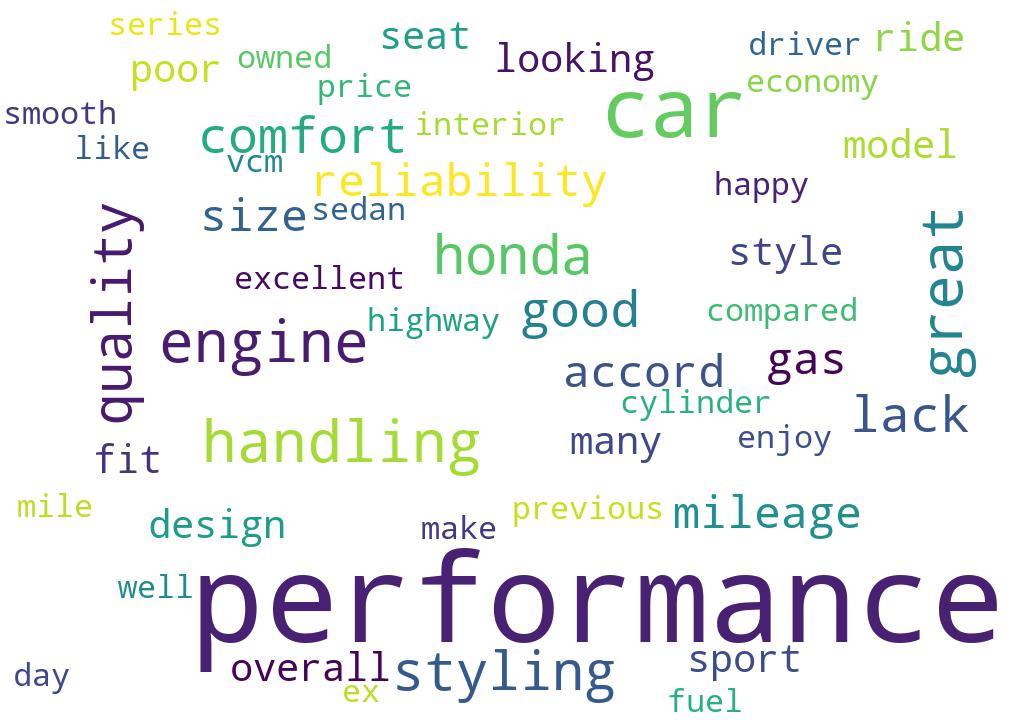 series
seat
ride
owned
looking
driver
poor
price
economy
car
smooth
comfort
interior
like
vcm
model
reliability
happy
size
sedan
quality
honda
style
great
excellent
good
highway
compared
engine
accord
gas
cylinder
lack
handling
many
enjoy
fit
mile
previous
mileage
design
make
well
performance
day
overall
styling
sport
ex
fuel